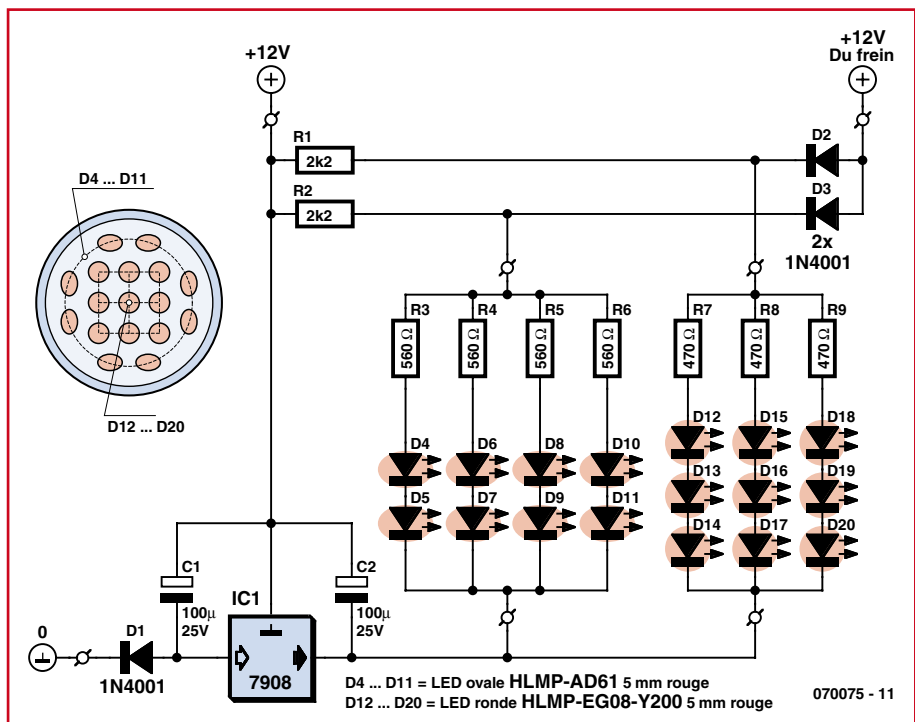 +12V
+12V
Du frein
R1
2k2
D2
D4 ... D11
R2
2k2
D3
2x
1N4001
R3
R4
R5
R6
R7
R8
R9
560 Ω
560 Ω
560 Ω
560 Ω
470 Ω
470 Ω
470 Ω
D12 ... D20
D12
D15
D18
D4
D6
D8
D10
D13
D16
D19
D5
D7
D9
D11
D14
D17
D20
C1
100µ
25V
C2
100µ
25V
IC1
0
D1
1N4001
7908
D4 ... D11 = LED ovale HLMP-AD61 5 mm rouge
D12 ... D20 = LED ronde HLMP-EG08-Y200 5 mm rouge
070075 - 11